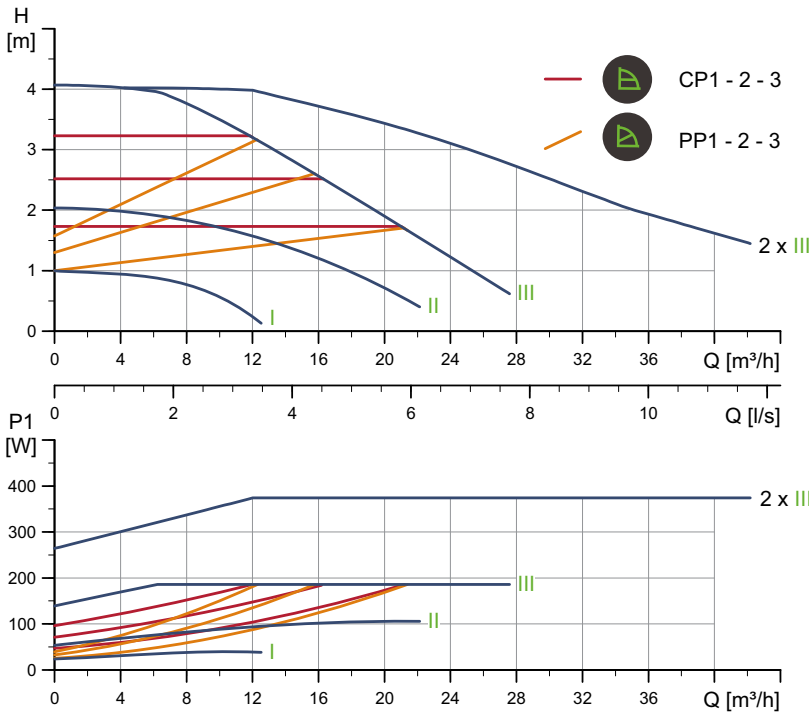 H
[m]
4
3
2
1
0
CP1 - 2 - 3
PP1 - 2 - 3
2 x III
III
II
I
0 4 8 12 16 20 24 28 32 36 Q [m³/h]
0 2 4 6 8 10 Q [l/s]
P1
[W]
400
300
200
100
0
2 x III
III
II
I
0 4 8 12 16 20 24 28 32 36 Q [m³/h]